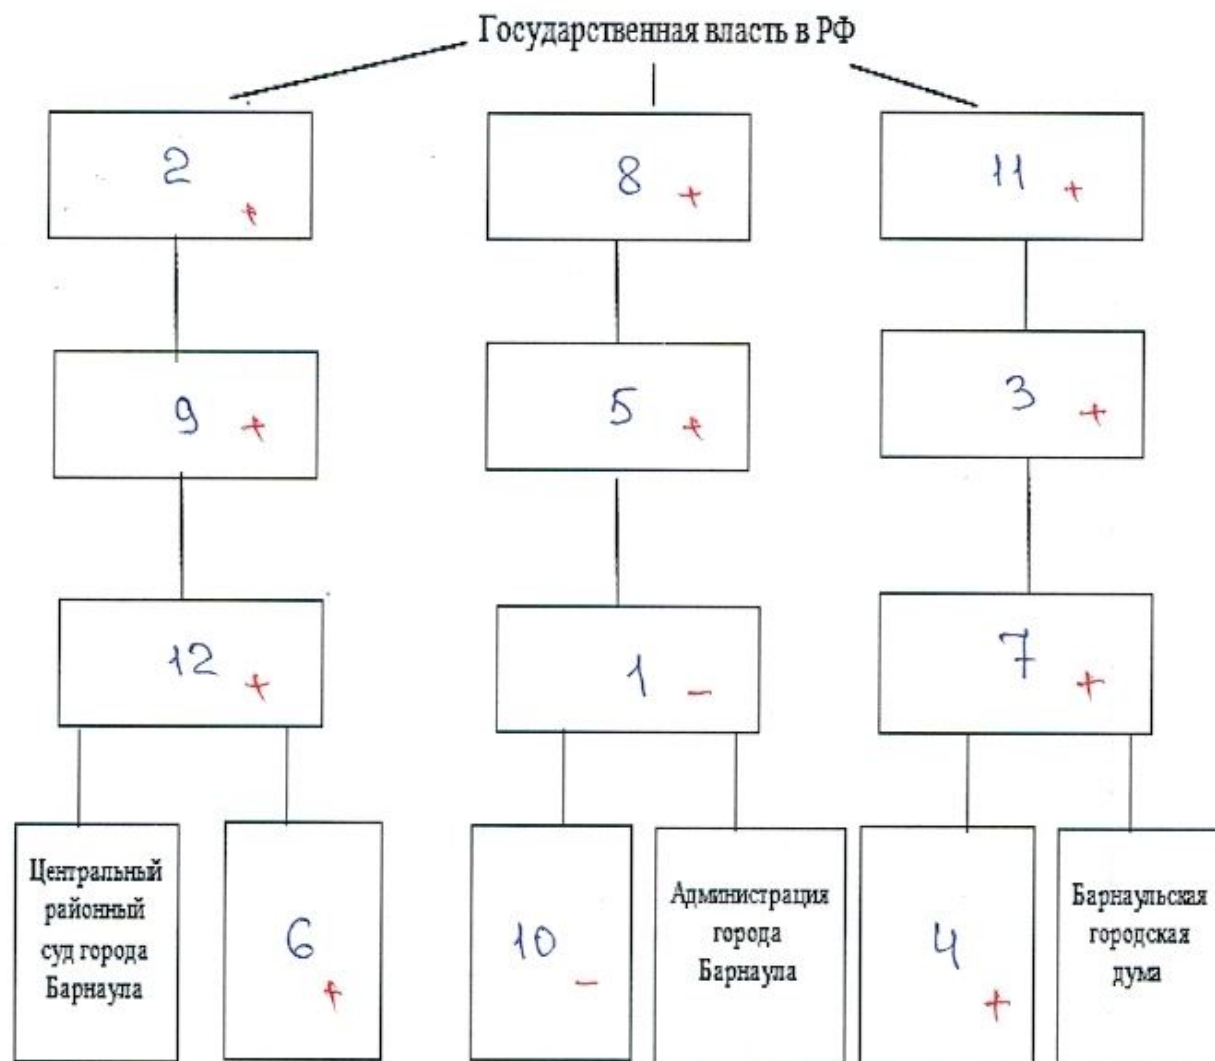 Государственная власть в РФ
2 +
8 +
11 +
9 +
5 +
3 +
12 +
1 -
7 +
Центральный
районный
суд города
Барнаула
6 +
10 -
Администрация
города
Барнаула
4 +
Барнаульская
городская
дума